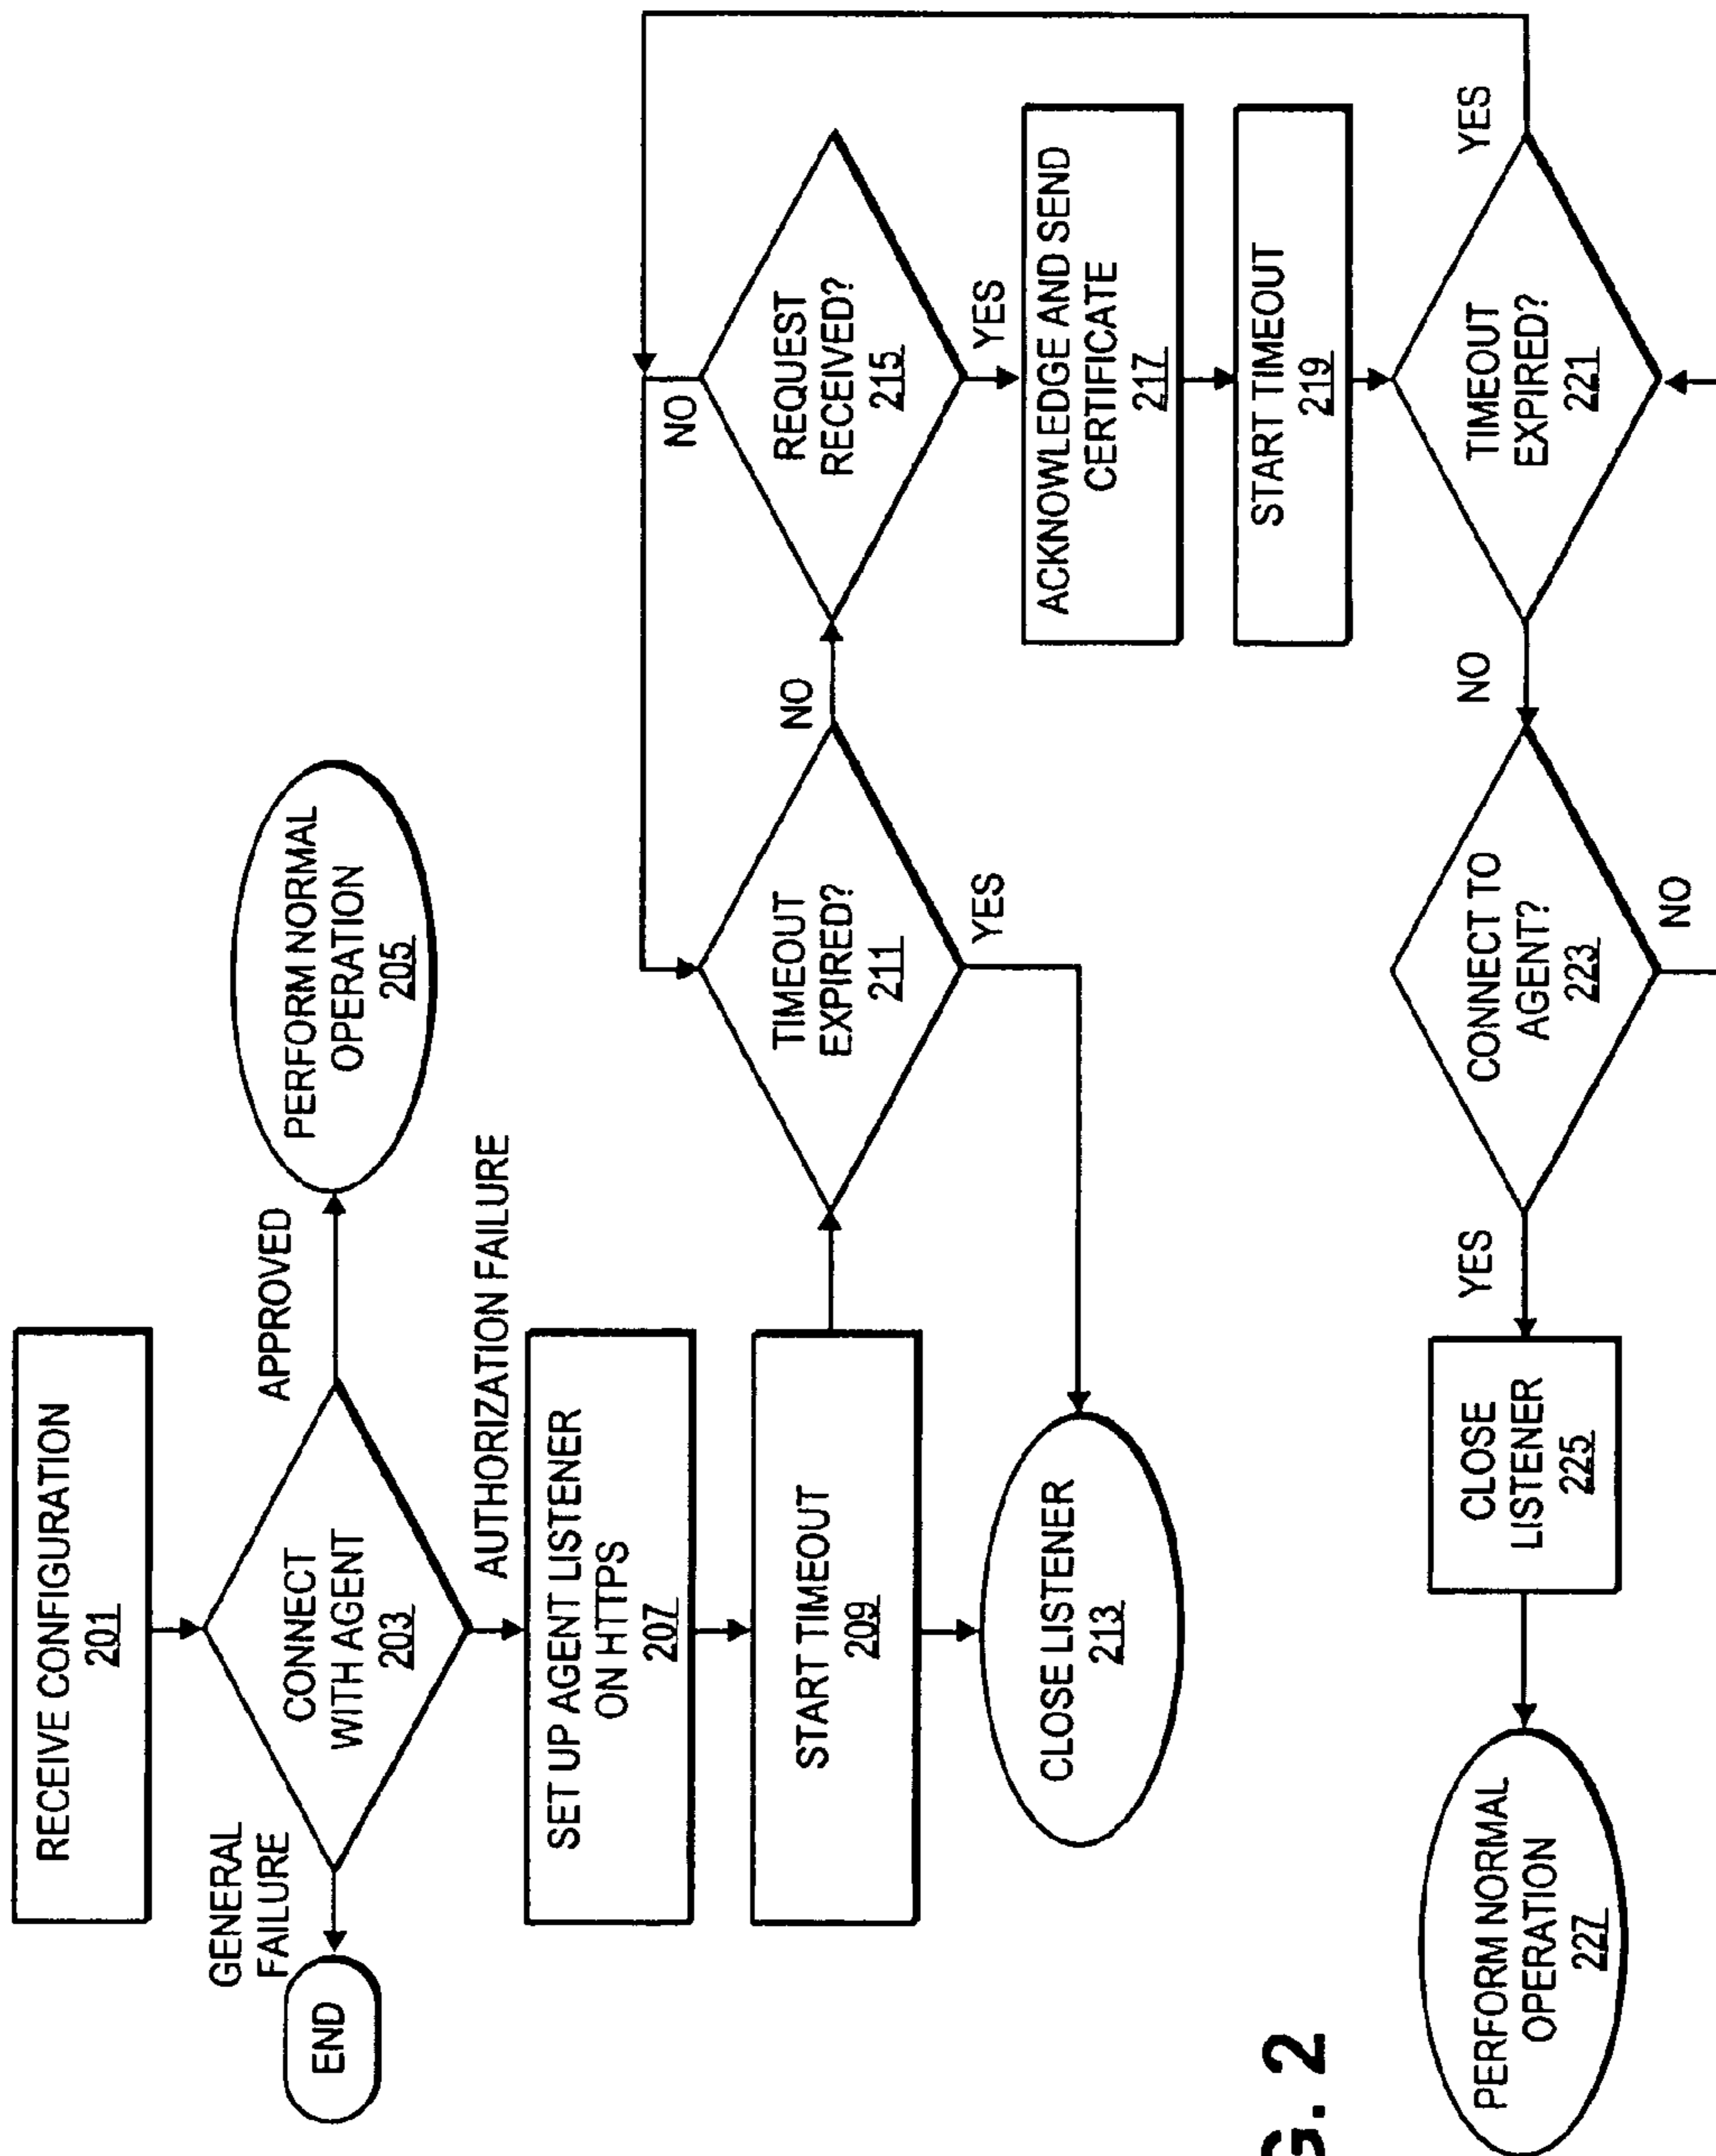 RECEIVE CONFIGURATION
201
GENERAL
FAILURE
END
CONNECT
WITH AGENT
203
APPROVED
PERFORM NORMAL
OPERATION
205
AUTHORIZATION FAILURE
SET UP AGENT LISTENER
ON HTTPS
207
START TIMEOUT
209
CLOSE LISTENER
213
TIMEOUT
EXPIRED?
211
YES
NO
REQUEST
RECEIVED?
215
NO
YES
ACKNOWLEDGE AND SEND
CERTIFICATE
217
START TIMEOUT
219
TIMEOUT
EXPIRED?
221
YES
NO
CONNECT TO
AGENT?
223
NO
YES
CLOSE
LISTENER
225
PERFORM NORMAL
OPERATION
227
G. 2